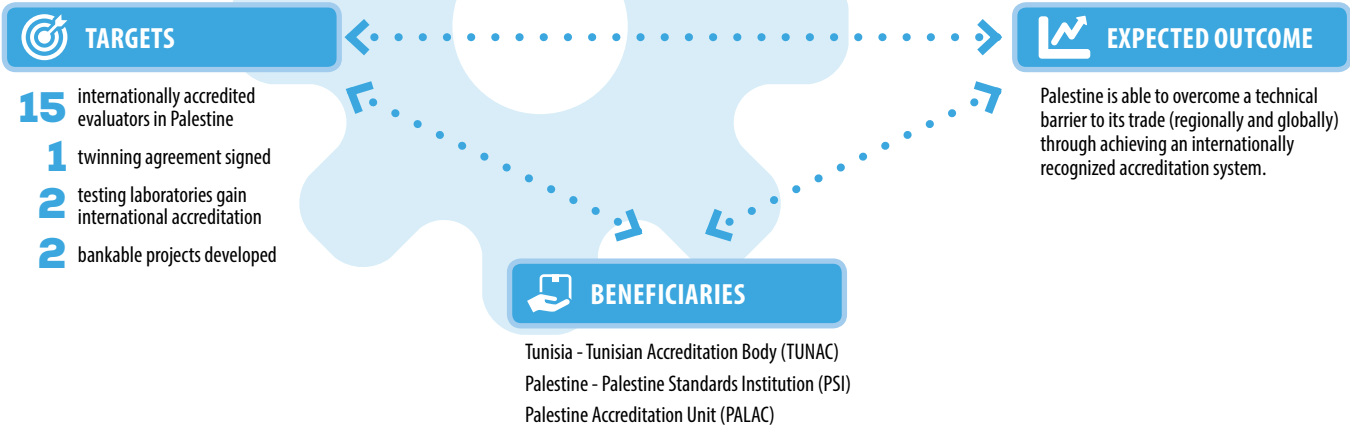 TARGETS
15 internationally accredited
evaluators in Palestine
1 twinning agreement signed
2 testing laboratories gain
international accreditation
2 bankable projects developed
EXPECTED OUTCOME
Palestine is able to overcome a technical
barrier to its trade (regionally and globally)
through achieving an internationally
recognized accreditation system.
BENEFICIARIES
Tunisia - Tunisian Accreditation Body (TUNAC)
Palestine - Palestine Standards Institution (PSI)
Palestine Accreditation Unit (PALAC)